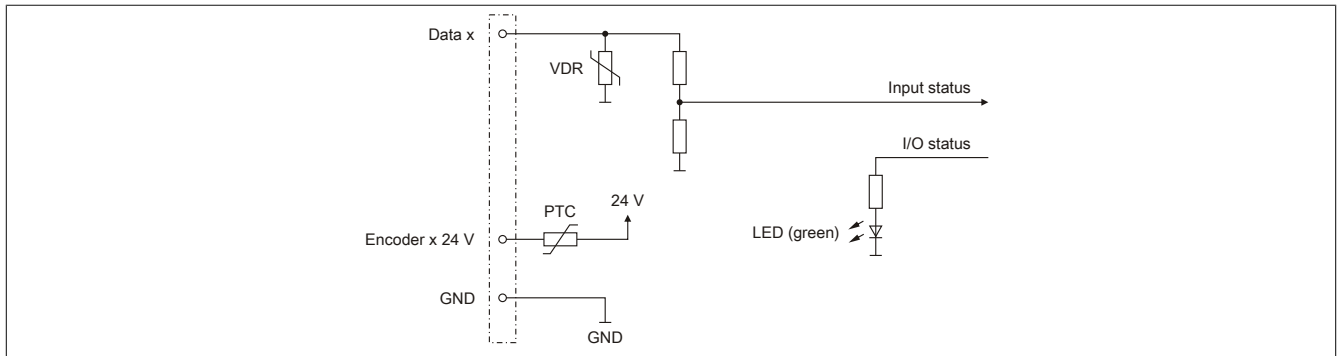 Data x
VDR
Input status
I/O status
24 V
PTC
Encoder x 24 V
LED (green)
GND
GND